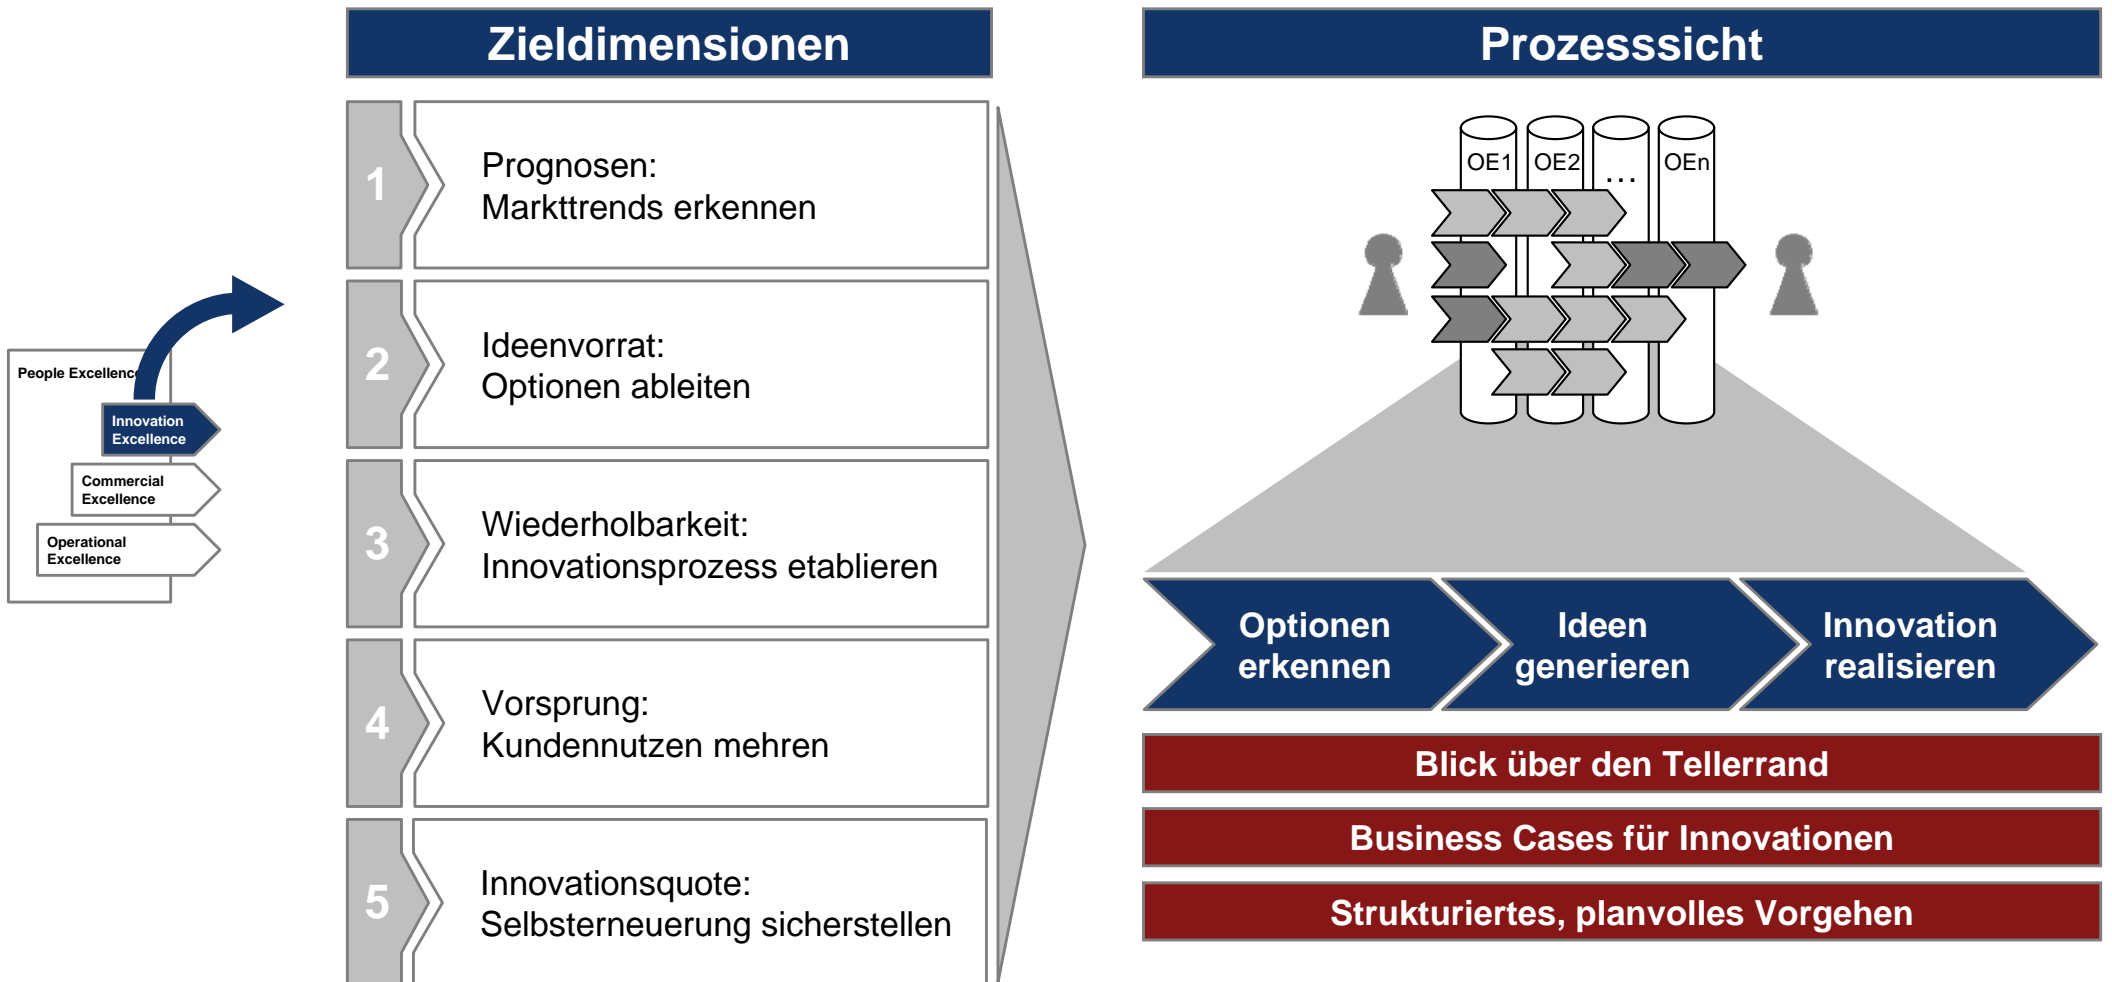 Zieldimensionen
Prozesssicht
People Excellence
Innovation
Excellence
Commercial
Excellence
Operational
Excellence
1
Prognosen:
Markttrends erkennen
2
Ideenvorrat:
Optionen ableiten
3
Wiederholbarkeit:
Innovationsprozess etablieren
4
Vorsprung:
Kundennutzen mehren
5
Innovationsquote:
Selbsterneuerung sicherstellen
OE1
OE2
...
OEn
Optionen
erkennen
Ideen
generieren
Innovation
realisieren
Blick über den Tellerrand
Business Cases für Innovationen
Strukturiertes, planvolles Vorgehen